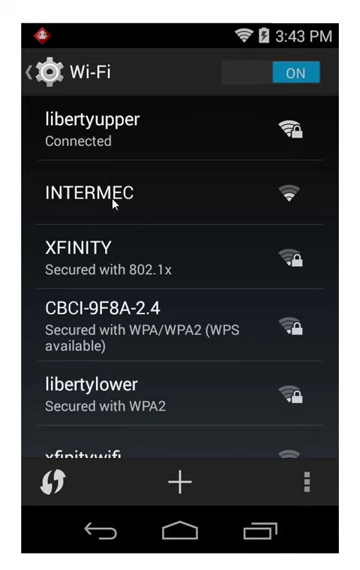 3:43 PM
Wi-Fi
ON
libertyupper
Connected
INTERMEC
XFINITY
Secured with 802.1x
CBCI-9F8A-2.4
Secured with WPA/WPA2 (WPS
available)
libertylower
Secured with WPA2
xfinitywifi